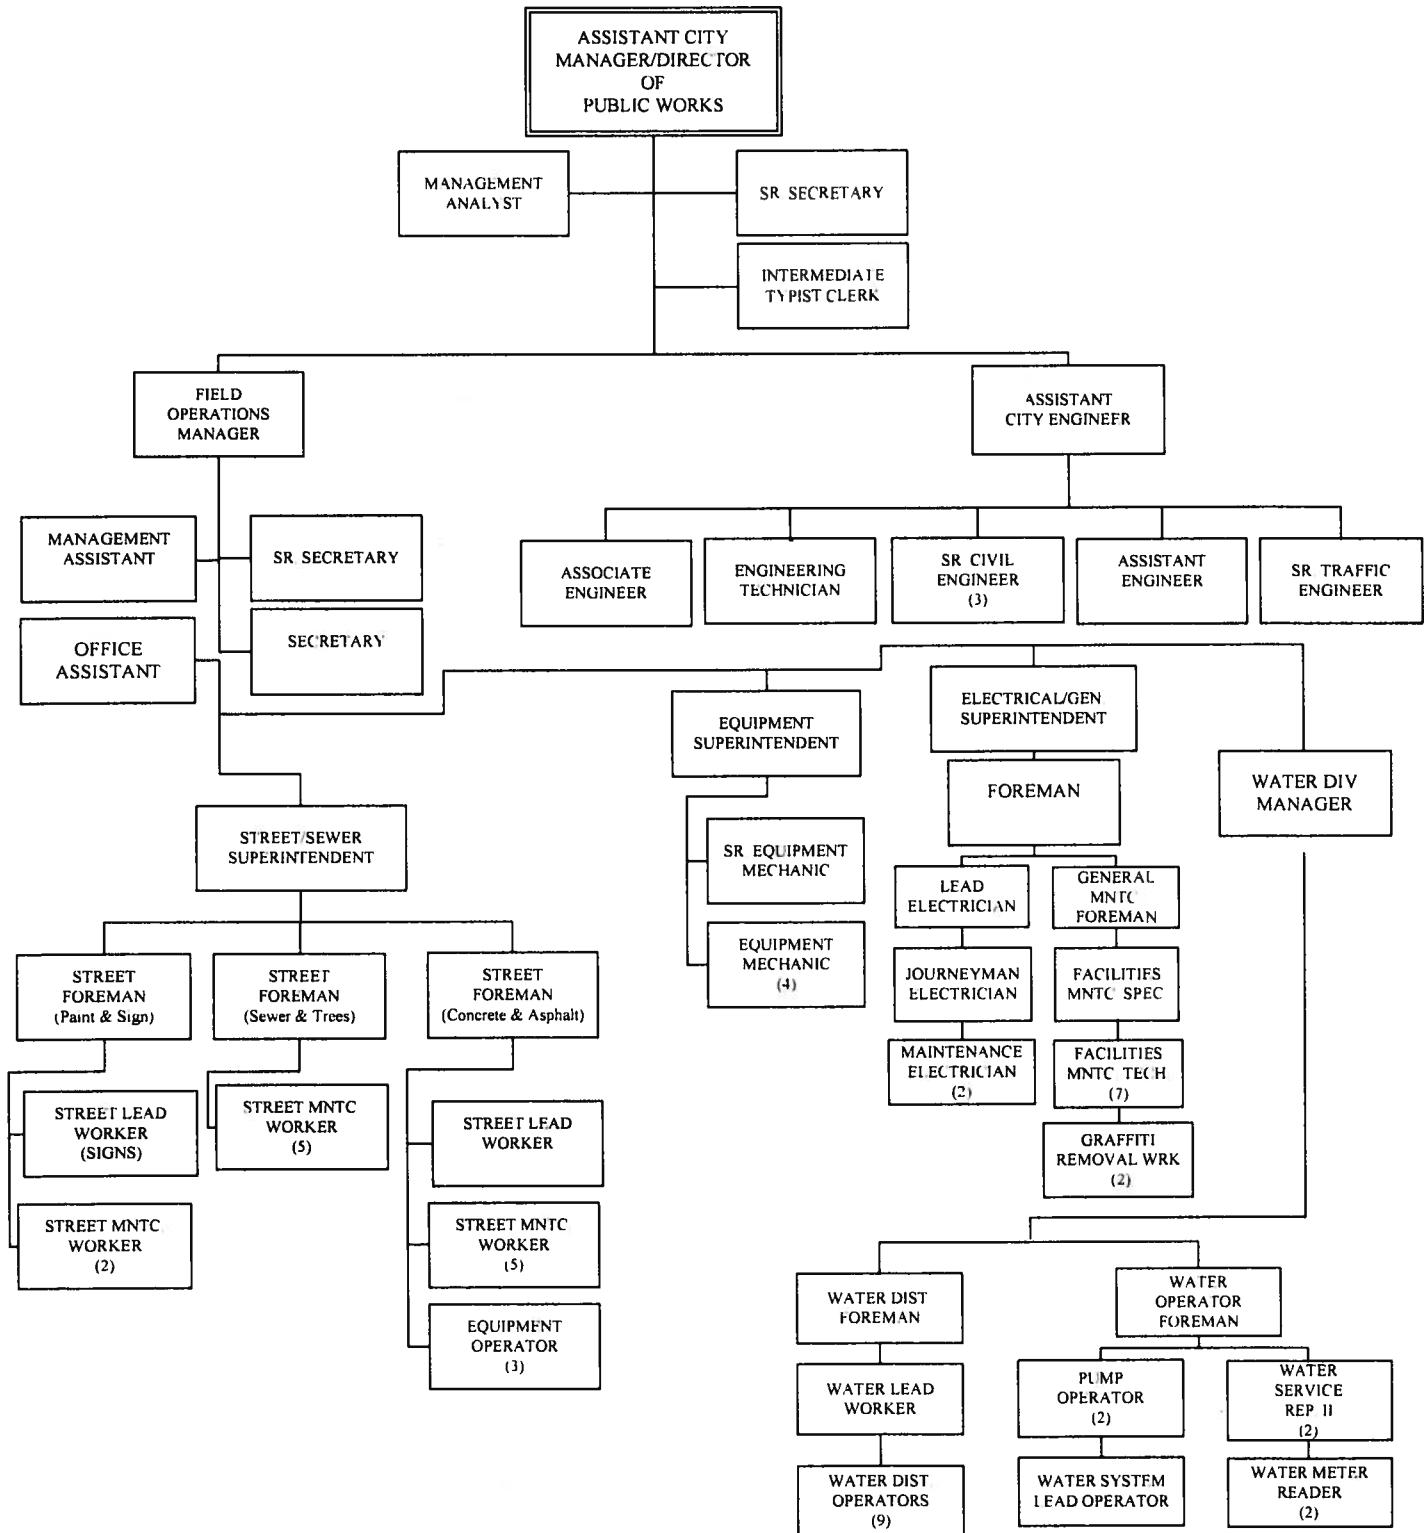 ASSISTANT CITY
MANAGER/DIRECTOR
OF
PUBLIC WORKS
MANAGEMENT
ANALYST
SR SECRETARY
INTERMEDIATE
TYPIST CLERK
FIELD
OPERATIONS
MANAGER
ASSISTANT
CITY ENGINEER
MANAGEMENT
ASSISTANT
SR SECRETARY
OFFICE
ASSISTANT
SECRETARY
ASSOCIATE
ENGINEER
ENGINEERING
TECHNICIAN
SR CIVIL
ENGINEER
(3)
ASSISTANT
ENGINEER
SR TRAFFIC
ENGINEER
EQUIPMENT
SUPERINTENDENT
ELECTRICAL/GEN
SUPERINTENDENT
WATER DIV
MANAGER
FOREMAN
STREET/SEWER
SUPERINTENDENT
SR EQUIPMENT
MECHANIC
EQUIPMENT
MECHANIC
(4)
LEAD
ELECTRICIAN
GENERAL
MNTC
FOREMAN
JOURNEYMAN
ELECTRICIAN
FACILITIES
MNTC SPEC
MAINTENANCE
ELECTRICIAN
(2)
FACILITIES
MNTC TECH
(7)
GRAFFITI
REMOVAL WRK
(2)
STREET
FOREMAN
(Paint & Sign)
STREET
FOREMAN
(Sewer & Trees)
STREET
FOREMAN
(Concrete & Asphalt)
STREET LEAD
WORKER
(SIGNS)
STREET MNTC
WORKER
(5)
STREET LEAD
WORKER
STREET MNTC
WORKER
(2)
STREET MNTC
WORKER
(5)
EQUIPMENT
OPERATOR
(3)
WATER DIST
FOREMAN
WATER
OPERATOR
FOREMAN
WATER LEAD
WORKER
PUMP
OPERATOR
(2)
WATER
SERVICE
REP II
(2)
WATER DIST
OPERATORS
(9)
WATER SYSTEM
LEAD OPERATOR
WATER METER
READER
(2)